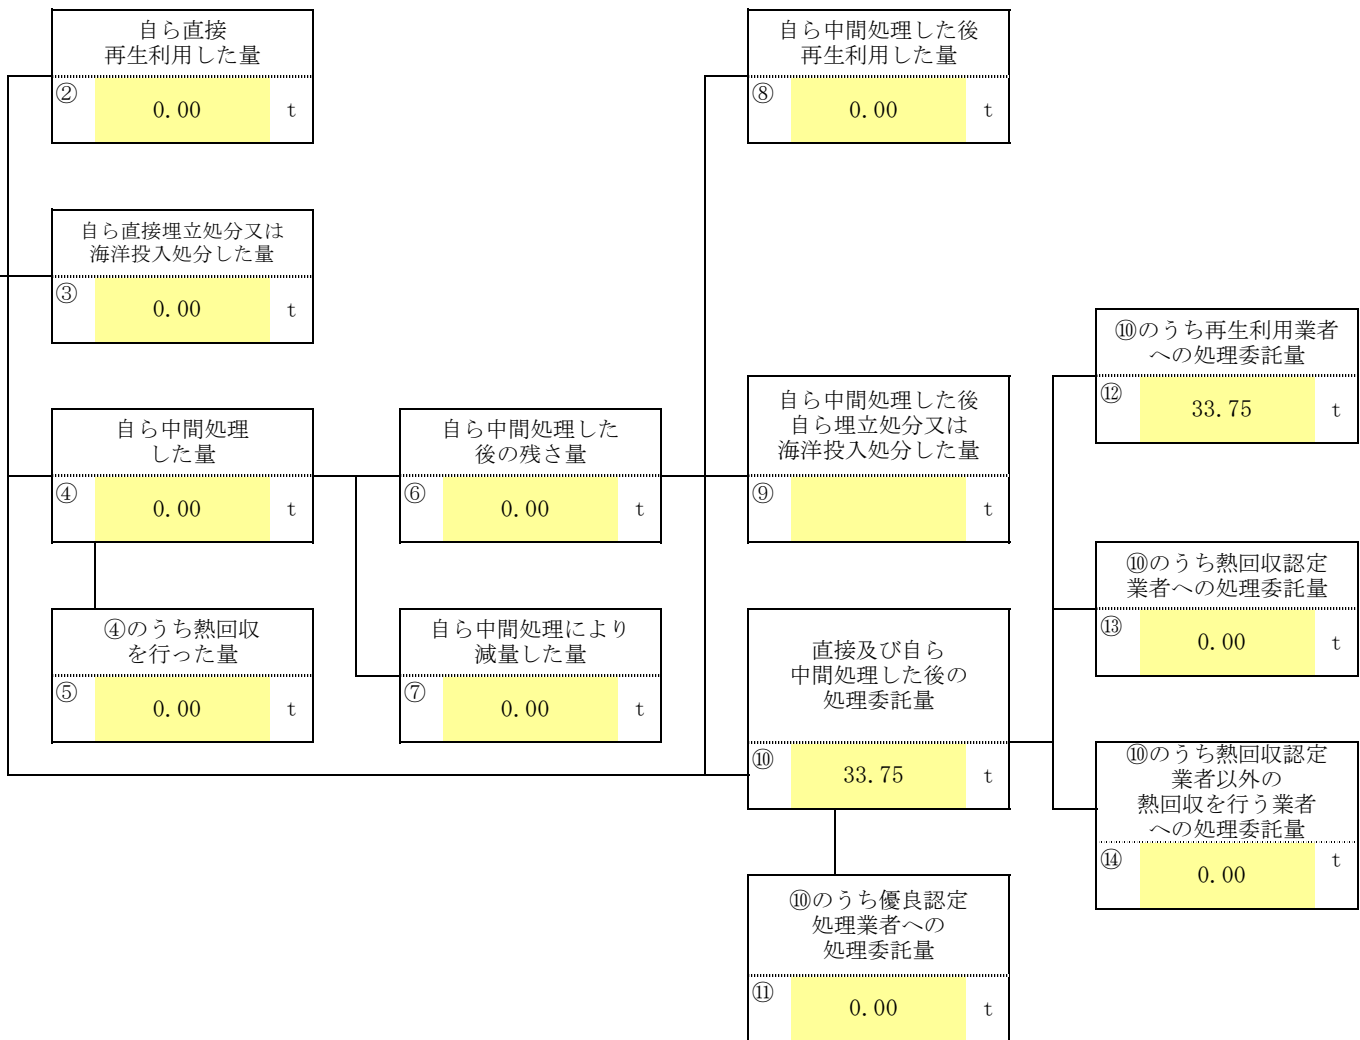 自ら直接
再生利用した量
② 0.00 t
自ら直接埋立処分又は
海洋投入処分した量
③ 0.00 t
自ら中間処理
した量
④ 0.00 t
④のうち熱回収
を行った量
⑤ 0.00 t
自ら中間処理した
後の残さ量
⑥ 0.00 t
自ら中間処理により
減量した量
⑦ 0.00 t
自ら中間処理した後
再生利用した量
⑧ 0.00 t
自ら中間処理した後
自ら埋立処分又は
海洋投入処分した量
⑨ t
直接及び自ら
中間処理した後の
処理委託量
⑩ 33.75 t
⑩のうち優良認定
処理業者への
処理委託量
⑪ 0.00 t
⑩のうち再生利用業者
への処理委託量
⑫ 33.75 t
⑩のうち熱回収認定
業者への処理委託量
⑬ 0.00 t
⑩のうち熱回収認定
業者以外の
熱回収を行う業者
への処理委託量
⑭ 0.00 t